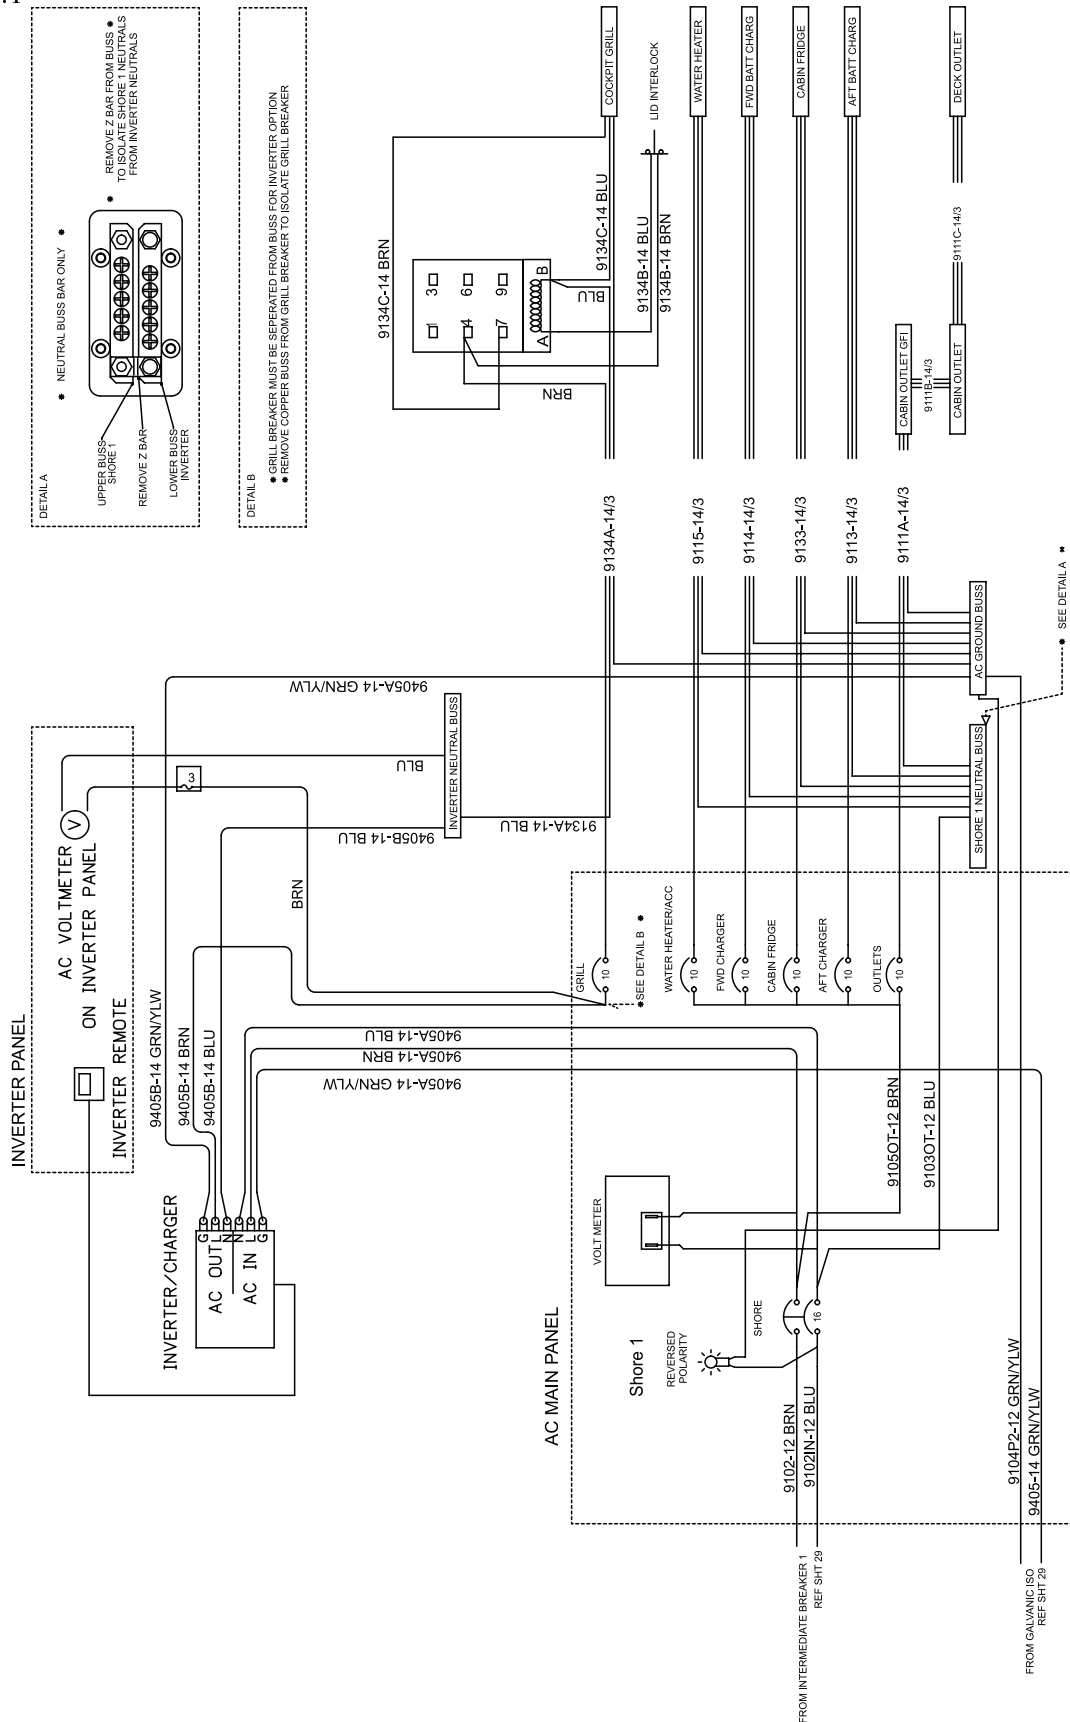 DETAIL A
* NEUTRAL BUSS BAR ONLY *
* REMOVE Z BAR FROM BUSS *
TO ISOLATE SHORE 1 NEUTRALS
FROM INVERTER NEUTRALS
UPPER BUSS
SHORE 1
REMOVE Z BAR
LOWER BUSS
INVERTER
DETAIL B
* GRILL BREAKER MUST BE SEPERATED FROM BUSS FOR INVERTER OPTION
* REMOVE COPPER BUSS FROM GRILL BREAKER TO ISOLATE GRILL BREAKER
INVERTER PANEL
AC VOLTMETER
ON INVERTER PANEL
V
INVERTER REMOTE
3
INVERTER/CHARGER
AC OUT
AC IN
G
L
N
N
L
G
9405B-14 GRN/YLW
9405B-14 BRN
9405B-14 BLU
9405A-14 GRN/YLW
BLU
9405B-14 BLU
INVERTER NEUTRAL BUSS
9134A-14 BLU
BRN
9405A-14 BLU
9405A-14 BRN
9405A-14 GRN/YLW
9134C-14 BRN
1
3
4
6
7
9
A
B
BRN
BLU
9134C-14 BLU
9134B-14 BLU
9134B-14 BRN
LID INTERLOCK
COCKPIT GRILL
WATER HEATER
FWD BATT CHARG
CABIN FRIDGE
AFT BATT CHARG
DECK OUTLET
9134A-14/3
9115-14/3
9114-14/3
9133-14/3
9113-14/3
9111A-14/3
CABIN OUTLET GFI
9111B-14/3
CABIN OUTLET
9111C-14/3
AC GROUND BUSS
SHORE 1 NEUTRAL BUSS
* SEE DETAIL A *
AC MAIN PANEL
GRILL
10
*SEE DETAIL B *
WATER HEATER/ACC
10
FWD CHARGER
10
CABIN FRIDGE
10
AFT CHARGER
10
OUTLETS
10
9105OT-12 BRN
9103OT-12 BLU
VOLT METER
Shore 1
REVERSED
POLARITY
SHORE
16
9102-12 BRN
9102IN-12 BLU
9104P2-12 GRN/YLW
9405-14 GRN/YLW
FROM INTERMEDIATE BREAKER 1
REF SHT 29
FROM GALVANIC ISO
REF SHT 29